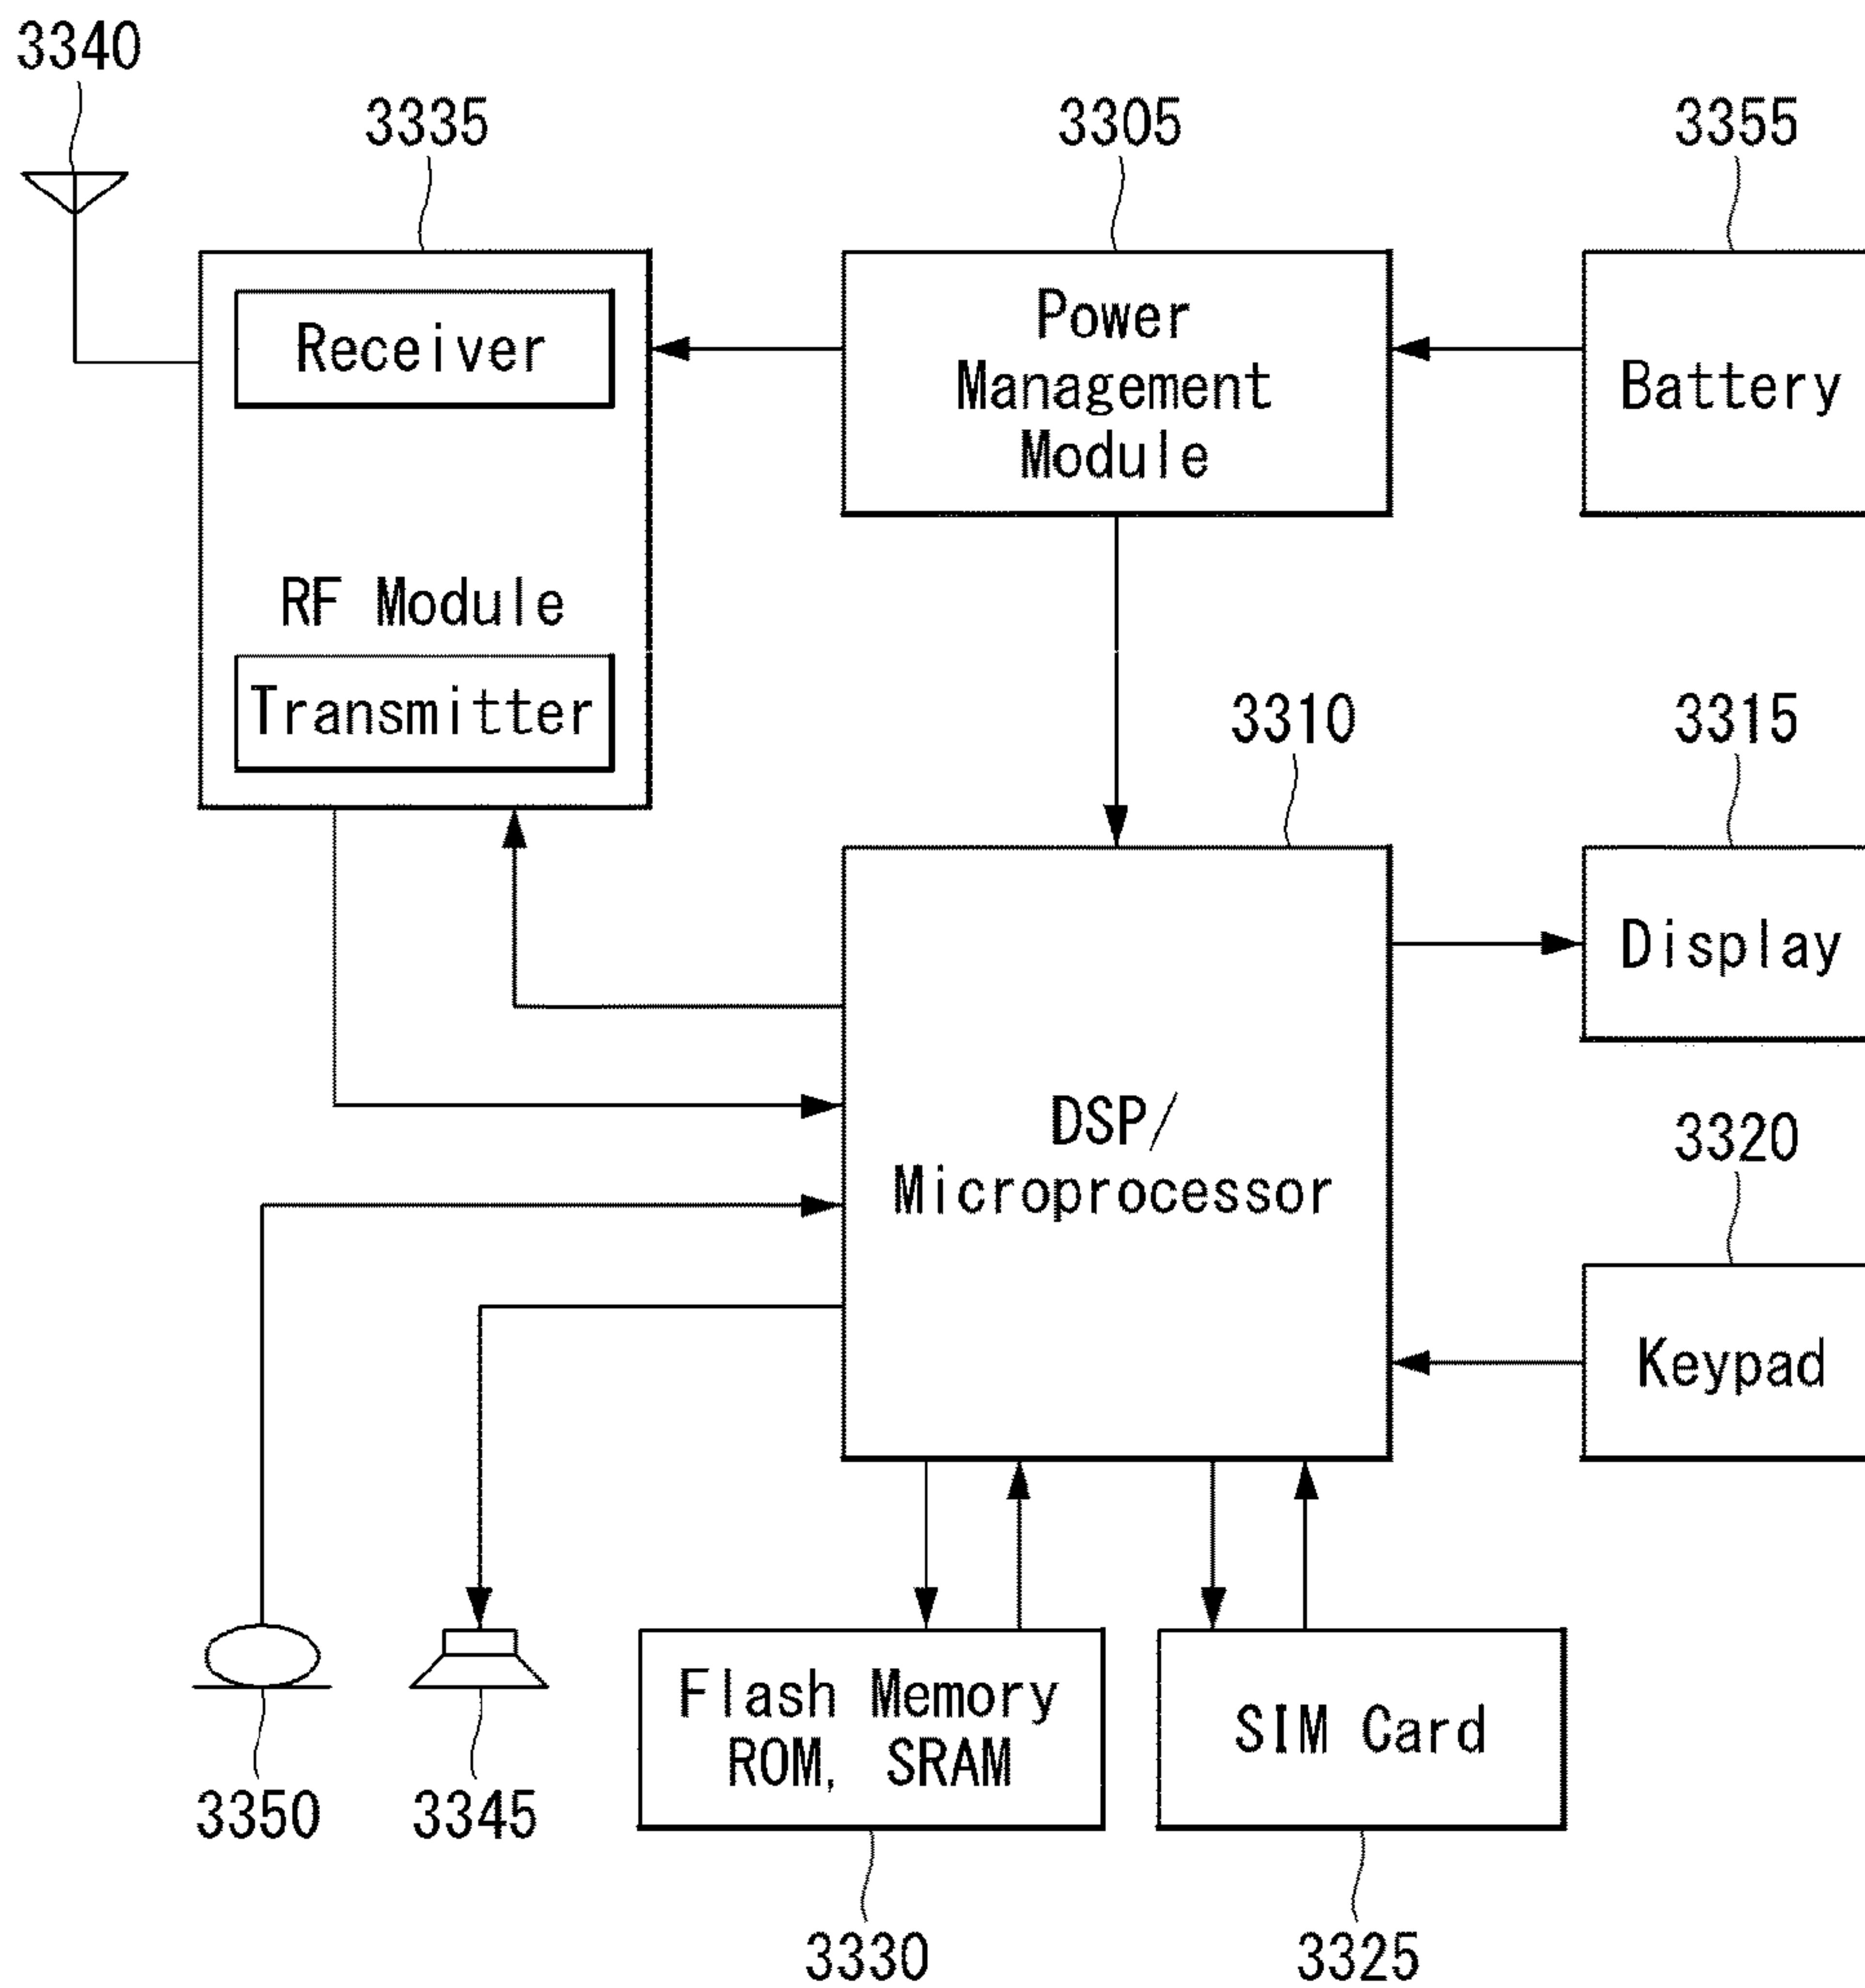 3340
3335
3305
3355
Receiver
RF Module
Transmitter
Power
Management
Module
Battery
3310
3315
DSP/
Microprocessor
Display
3320
Keypad
Flash Memory
ROM, SRAM
SIM Card
3350
3345
3330
3325